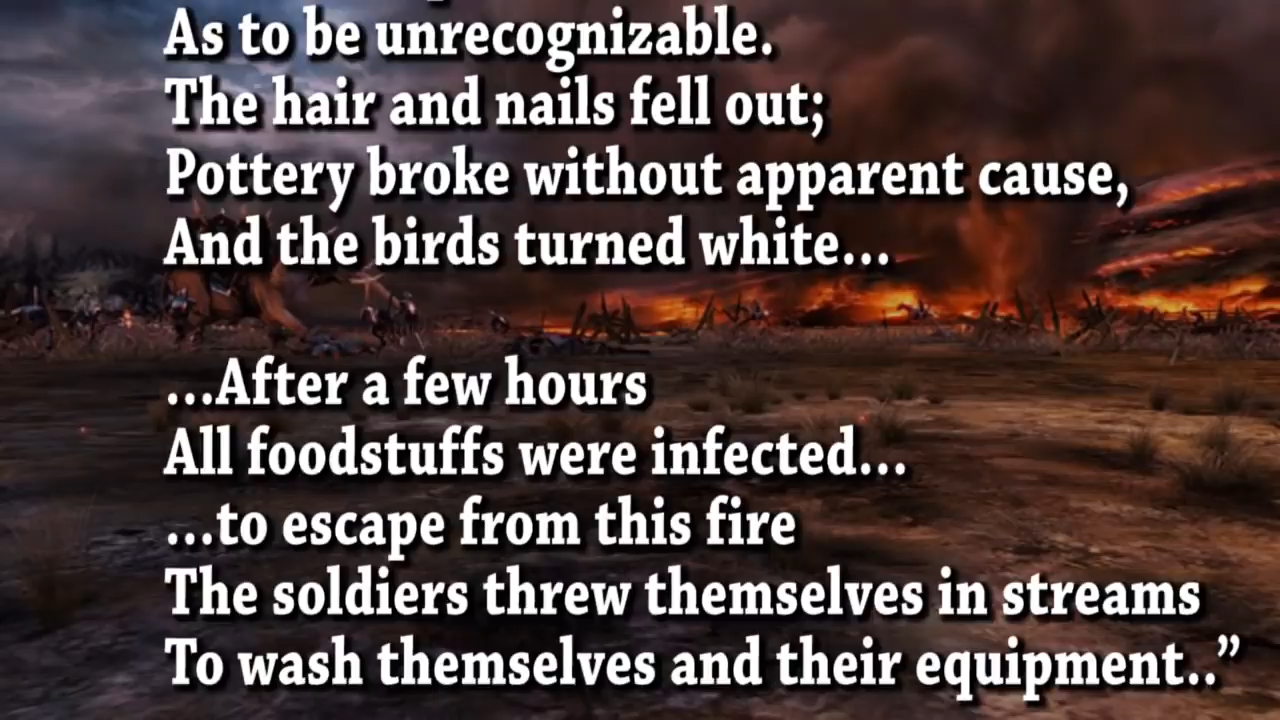 As to be unrecognizable.
The hair and nails fell out;
Pottery broke without apparent cause,
And the birds turned white...
...After a few hours
All foodstuffs were infected...
...to escape from this fire
The soldiers threw themselves in streams
To wash themselves and their equipment..”